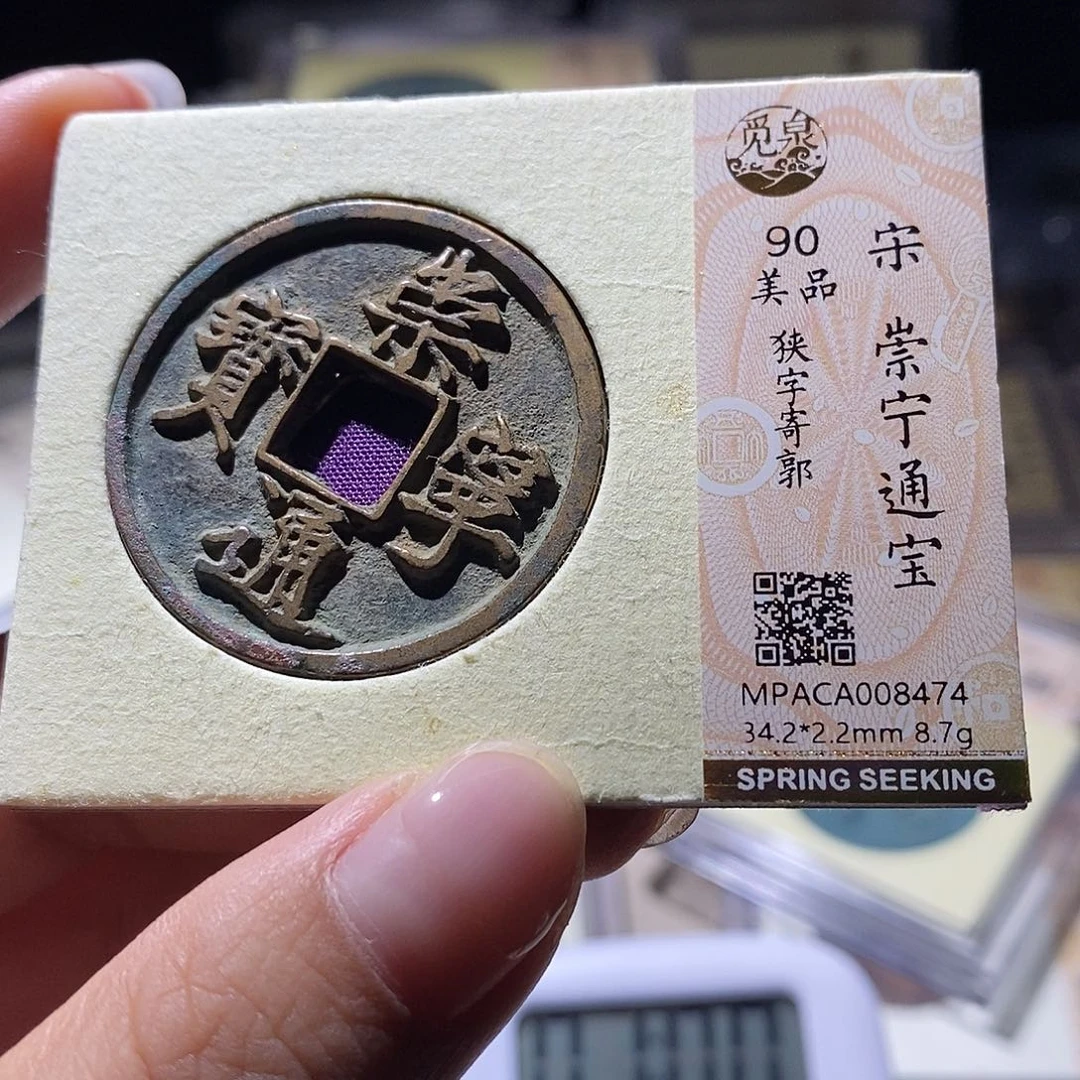 崇寧通寶
觅泉
宋 崇宁通宝
90
美品
狭字寄郭
MPACA008474
34.2*2.2mm 8.7g
SPRING SEEKING